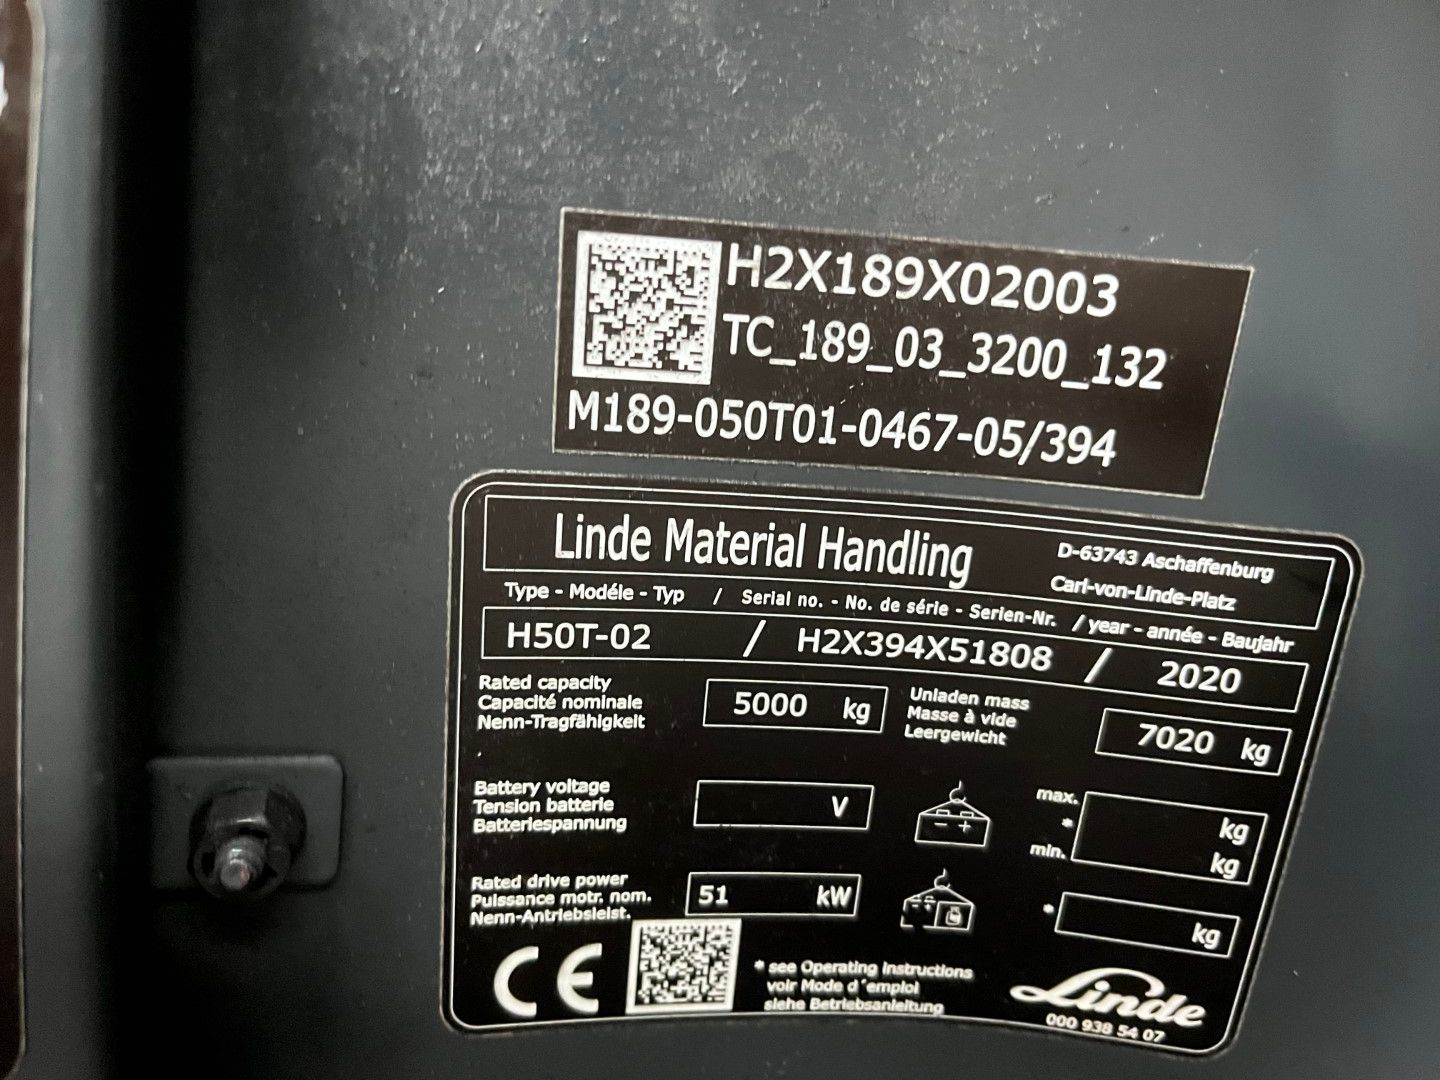 H2X189X02003
TC_189_03_3200_132
M189-050T01-0467-05/394
Linde Material Handling
D-63743 Aschaffenburg
Carl-von-Linde-Platz
Type - Modéle - Typ / Serial no. - No. de série - Serien-Nr. / year - année - Baujahr
H50T-02 / H2X394X51808 / 2020
Rated capacity
Capacité nominale
Nenn-Tragfähigkeit
5000 kg
Unladen mass
Masse à vide
Leergewicht
7020 kg
Battery voltage
Tension batterie
Batteriespannung
V
- +
max.
*
min.
kg
kg
Rated drive power
Puissance motr. nom.
Nenn-Antriebsleist.
51 kW
*
kg
CE
* see Operating Instructions
voir Mode d´emploi
siehe Betriebsanleitung
Linde
000 938 54 07